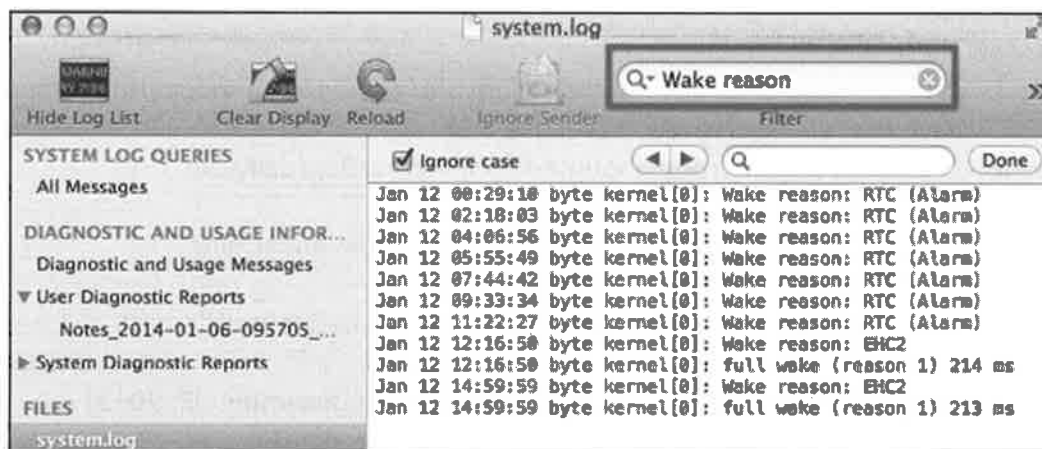 system.log
Wake reason
Hide Log List
Clear Display
Reload
Ignore Sender
Filter
SYSTEM LOG QUERIES
All Messages
DIAGNOSTIC AND USAGE INFOR...
Diagnostic and Usage Messages
User Diagnostic Reports
Notes_2014-01-06-095705_...
System Diagnostic Reports
FILES
system.log
Ignore case
Done
Jan 12 00:29:10 byte kernel[0]: Wake reason: RTC (Alarm)
Jan 12 02:18:03 byte kernel[0]: Wake reason: RTC (Alarm)
Jan 12 04:06:56 byte kernel[0]: Wake reason: RTC (Alarm)
Jan 12 05:55:49 byte kernel[0]: Wake reason: RTC (Alarm)
Jan 12 07:44:42 byte kernel[0]: Wake reason: RTC (Alarm)
Jan 12 09:33:34 byte kernel[0]: Wake reason: RTC (Alarm)
Jan 12 11:22:27 byte kernel[0]: Wake reason: RTC (Alarm)
Jan 12 12:16:50 byte kernel[0]: Wake reason: EHC2
Jan 12 12:16:50 byte kernel[0]: full wake (reason 1) 214 ms
Jan 12 14:59:59 byte kernel[0]: Wake reason: EHC2
Jan 12 14:59:59 byte kernel[0]: full wake (reason 1) 213 ms